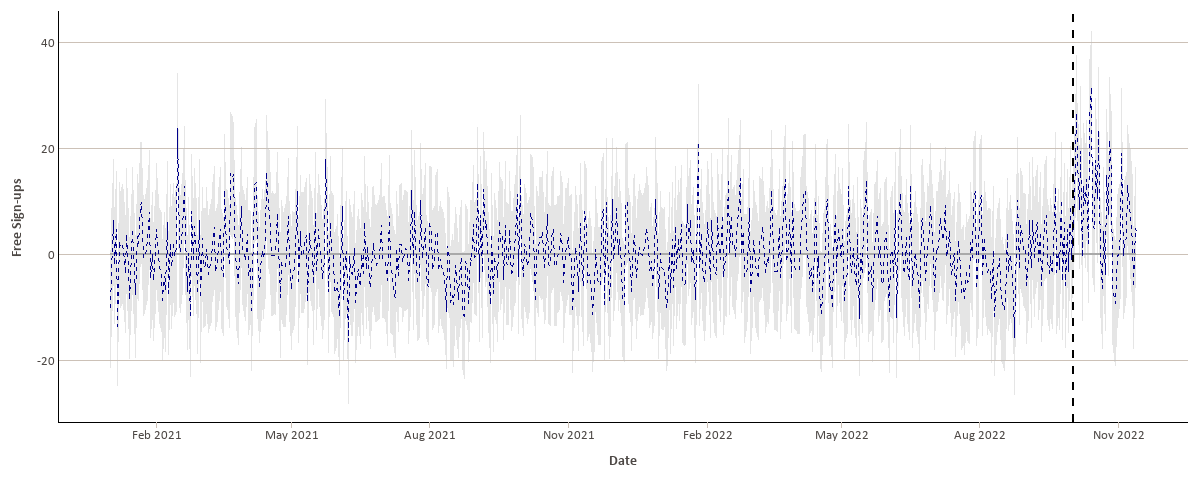 Free Sign-ups
40
20
0
-20
Feb 2021
May 2021
Aug 2021
Nov 2021
Feb 2022
May 2022
Aug 2022
Nov 2022
Date